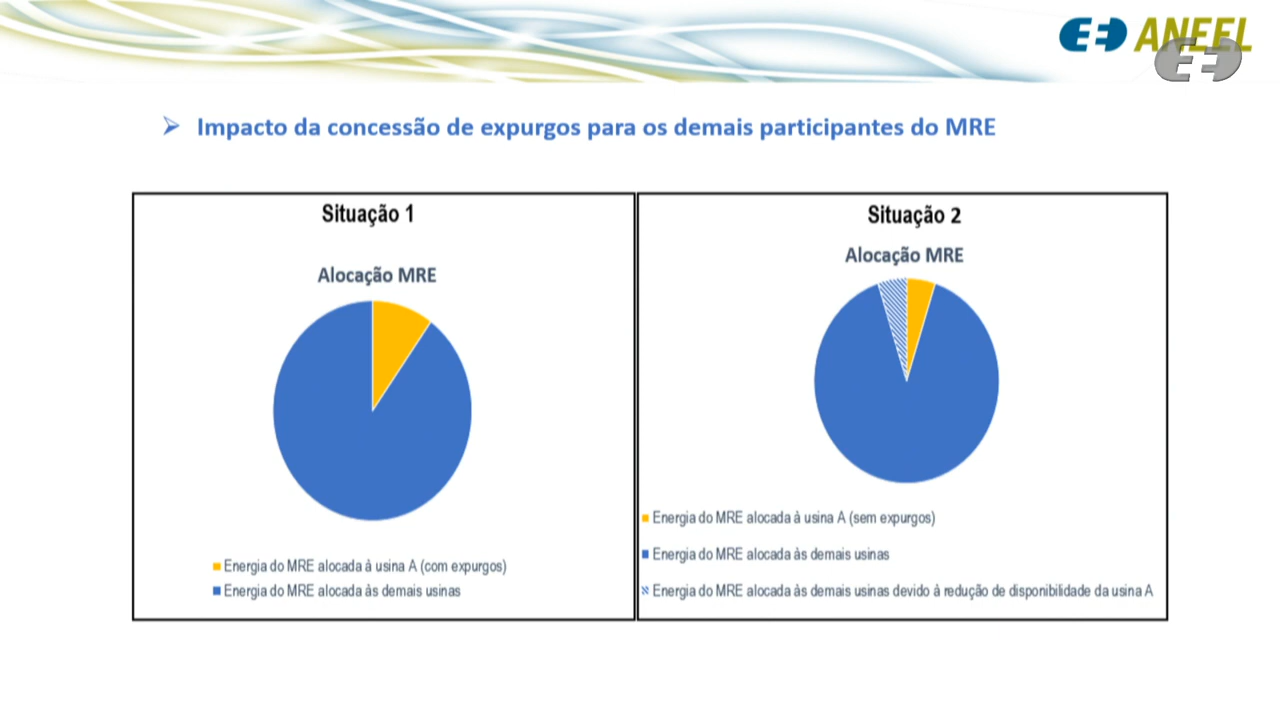 ANEEL
Impacto da concessão de expurgos para os demais participantes do MRE
Situação 1
Alocação MRE
Energia do MRE alocada à usina A (com expurgos)
Energia do MRE alocada às demais usinas
Situação 2
Alocação MRE
Energia do MRE alocada à usina A (sem expurgos)
Energia do MRE alocada às demais usinas
Energia do MRE alocada às demais usinas devido à redução de disponibilidade da usina A